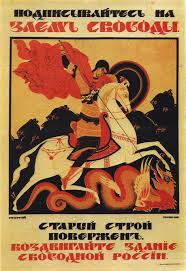 ПОДПИСЫВАЙТЕСЬ НА
ЗАЕМЪ СВОБОДЫ
СТАРЫЙ СТРОЙ
ПОВЕРЖЕНЪ.
ВОЗДВИГАЙТЕ ЗДАНІЕ
СВОБОДНОЙ РОССІИ.